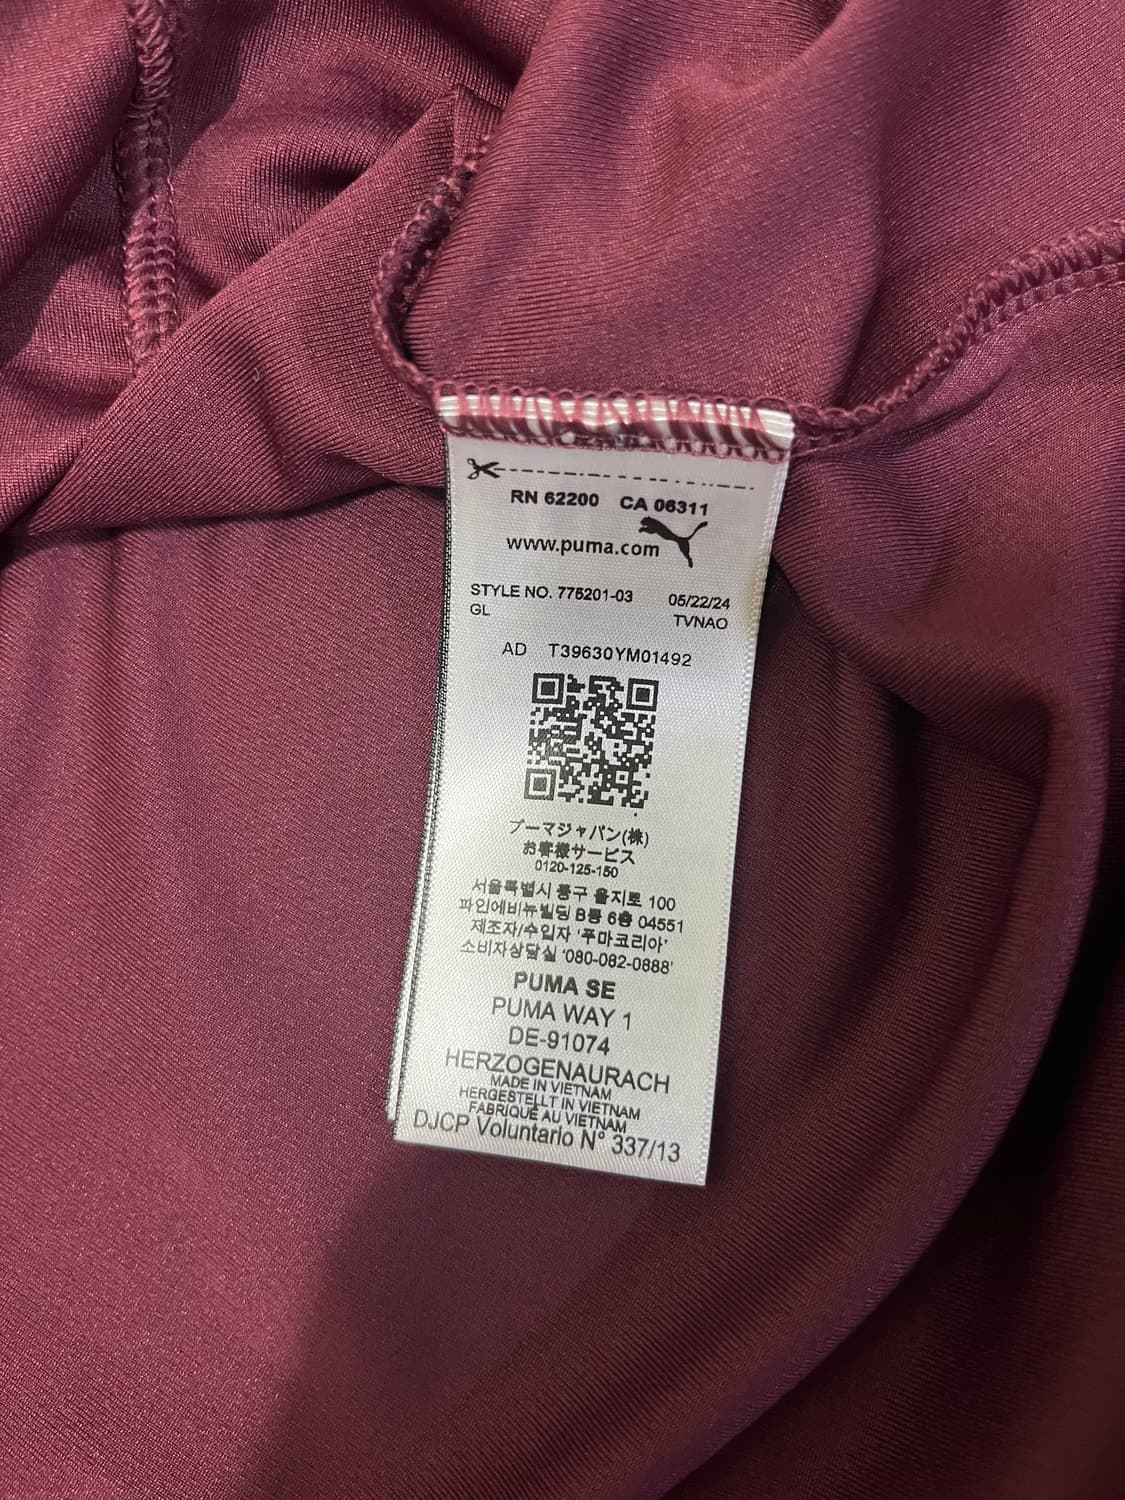 RN 62200 CA 06311
www.puma.com
STYLE NO. 775201-03 05/22/24
GL TVNAO
AD T39630YM01492
プーマジャパン(株)
お客様サービス
0120-125-150
서울특별시 중구 을지로 100
파인에비뉴빌딩 B동 6층 04551
제조자/수입자 '푸마코리아'
소비자상담실 '080-082-0888'
PUMA SE
PUMA WAY 1
DE-91074
HERZOGENAURACH
MADE IN VIETNAM
HERGESTELLT IN VIETNAM
FABRIQUÉ AU VIETNAM
DJCP Voluntario N° 337/13